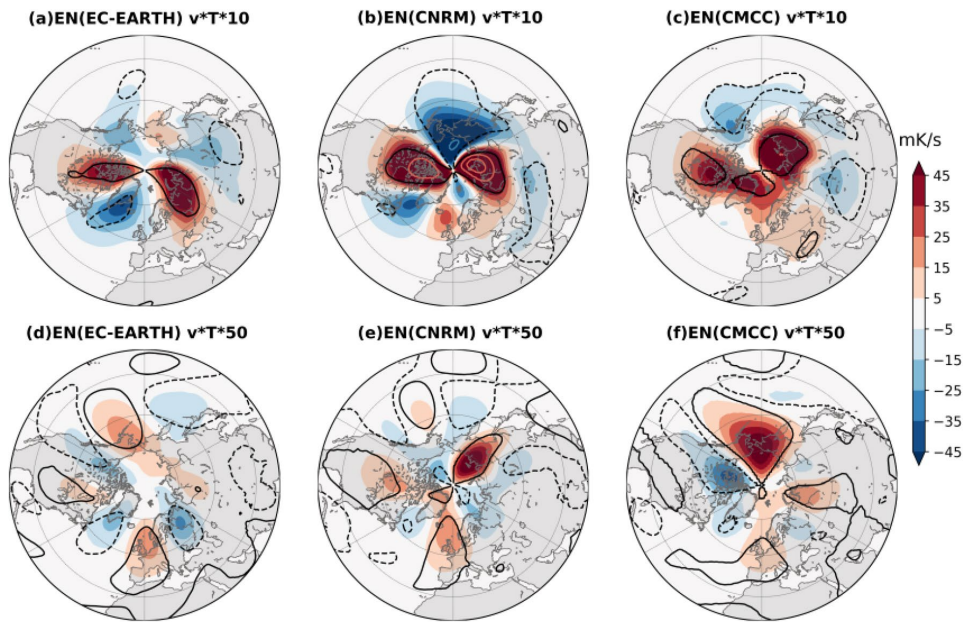 (a)EN(EC-EARTH) v*T*10
(b)EN(CNRM) v*T*10
(c)EN(CMCC) v*T*10
mK/s
45
35
25
15
5
−5
−15
−25
−35
−45
(d)EN(EC-EARTH) v*T*50
(e)EN(CNRM) v*T*50
(f)EN(CMCC) v*T*50